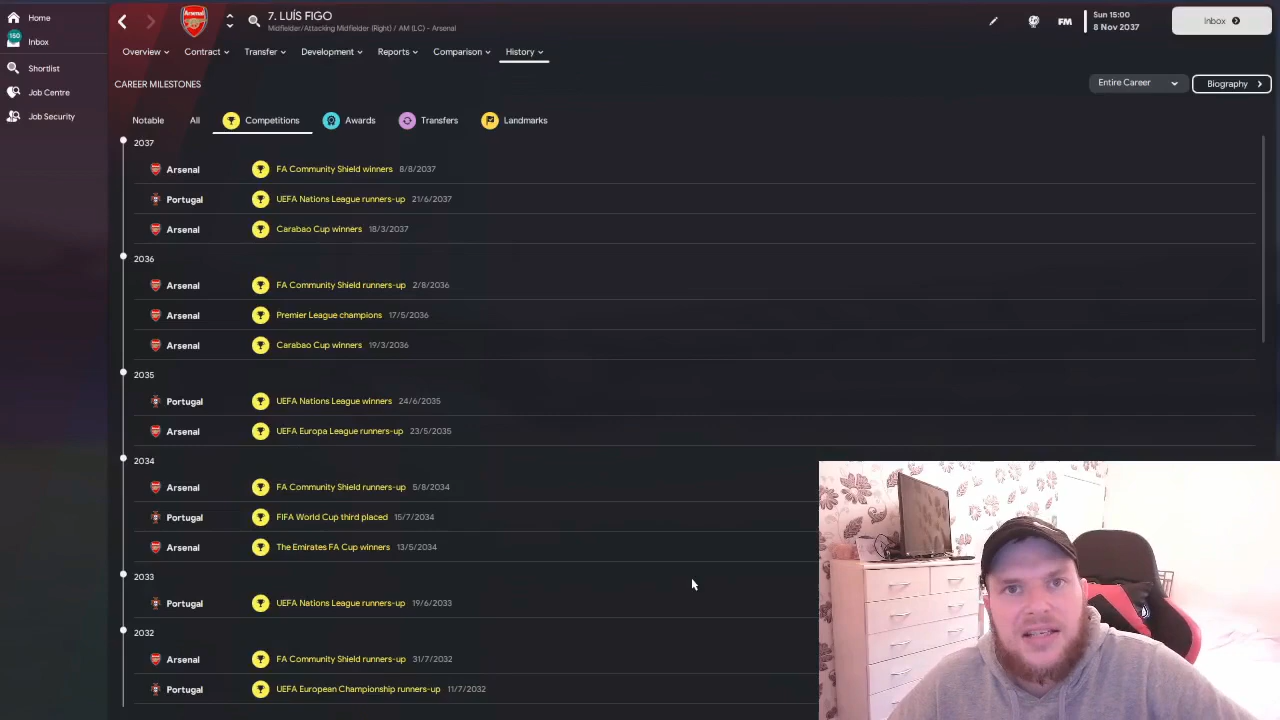 Home
150
Inbox
Shortlist
Job Centre
Job Security
7. LUÍS FIGO
Midfielder/Attacking Midfielder (Right) / AM (LC) - Arsenal
FM
Sun 15:00
8 Nov 2037
Inbox
Overview
Contract
Transfer
Development
Reports
Comparison
History
CAREER MILESTONES
Entire Career
Biography
Notable
All
Competitions
Awards
Transfers
Landmarks
2037
Arsenal FA Community Shield winners 8/8/2037
Portugal UEFA Nations League runners-up 21/6/2037
Arsenal Carabao Cup winners 18/3/2037
2036
Arsenal FA Community Shield runners-up 2/8/2036
Arsenal Premier League champions 17/5/2036
Arsenal Carabao Cup winners 19/3/2036
2035
Portugal UEFA Nations League winners 24/6/2035
Arsenal UEFA Europa League runners-up 23/5/2035
2034
Arsenal FA Community Shield runners-up 5/8/2034
Portugal FIFA World Cup third placed 15/7/2034
Arsenal The Emirates FA Cup winners 13/5/2034
2033
Portugal UEFA Nations League runners-up 19/6/2033
2032
Arsenal FA Community Shield runners-up 31/7/2032
Portugal UEFA European Championship runners-up 11/7/2032